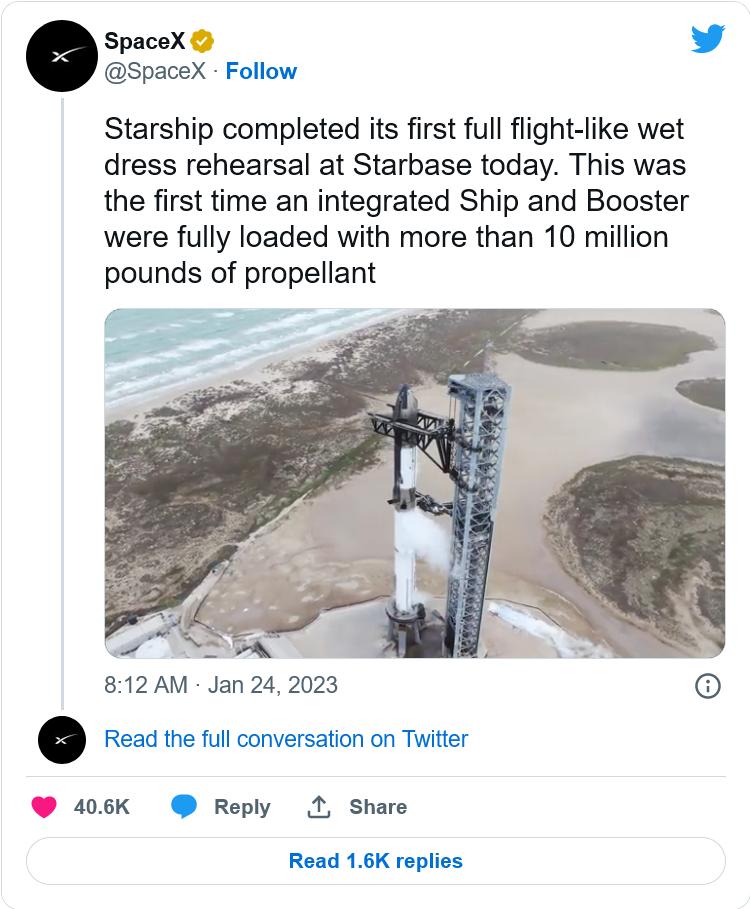 SpaceX
@SpaceX · Follow
Starship completed its first full flight-like wet
dress rehearsal at Starbase today. This was
the first time an integrated Ship and Booster
were fully loaded with more than 10 million
pounds of propellant
8:12 AM · Jan 24, 2023
Read the full conversation on Twitter
40.6K Reply Share
Read 1.6K replies